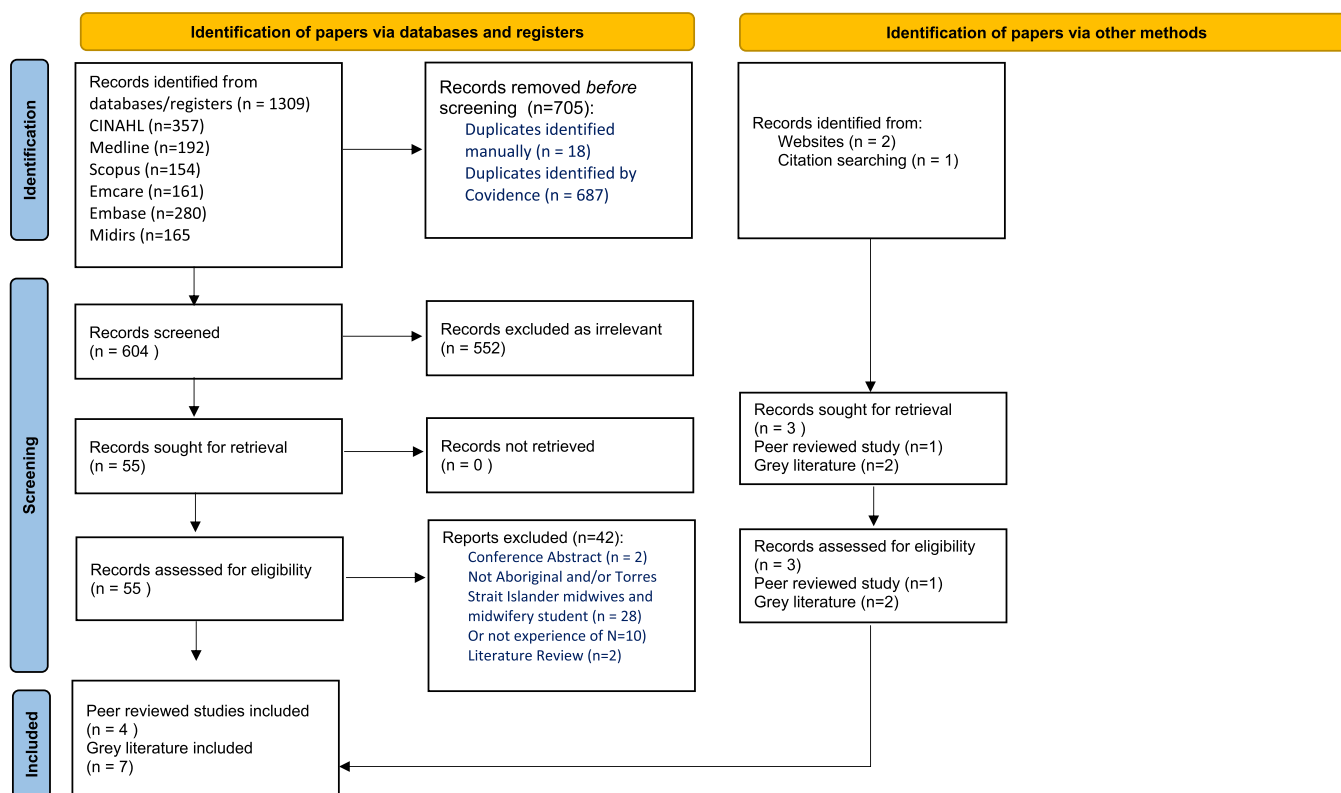 Identification of papers via databases and registers
Identification of papers via other methods
Identification
Records identified from
databases/registers (n = 1309)
CINAHL (n=357)
Medline (n=192)
Scopus (n=154)
Emcare (n=161)
Embase (n=280)
Midirs (n=165
Records removed before
screening (n=705):
Duplicates identified
manually (n = 18)
Duplicates identified by
Covidence (n = 687)
Records identified from:
Websites (n = 2)
Citation searching (n = 1)
Screening
Records screened
(n = 604 )
Records excluded as irrelevant
(n = 552)
Records sought for retrieval
(n = 55)
Records not retrieved
(n = 0 )
Records sought for retrieval
(n = 3 )
Peer reviewed study (n=1)
Grey literature (n=2)
Records assessed for eligibility
(n = 55 )
Reports excluded (n=42):
Conference Abstract (n = 2)
Not Aboriginal and/or Torres
Strait Islander midwives and
midwifery student (n = 28)
Or not experience of N=10)
Literature Review (n=2)
Records assessed for eligibility
(n = 3)
Peer reviewed study (n=1)
Grey literature (n=2)
Included
Peer reviewed studies included
(n = 4 )
Grey literature included
(n = 7)